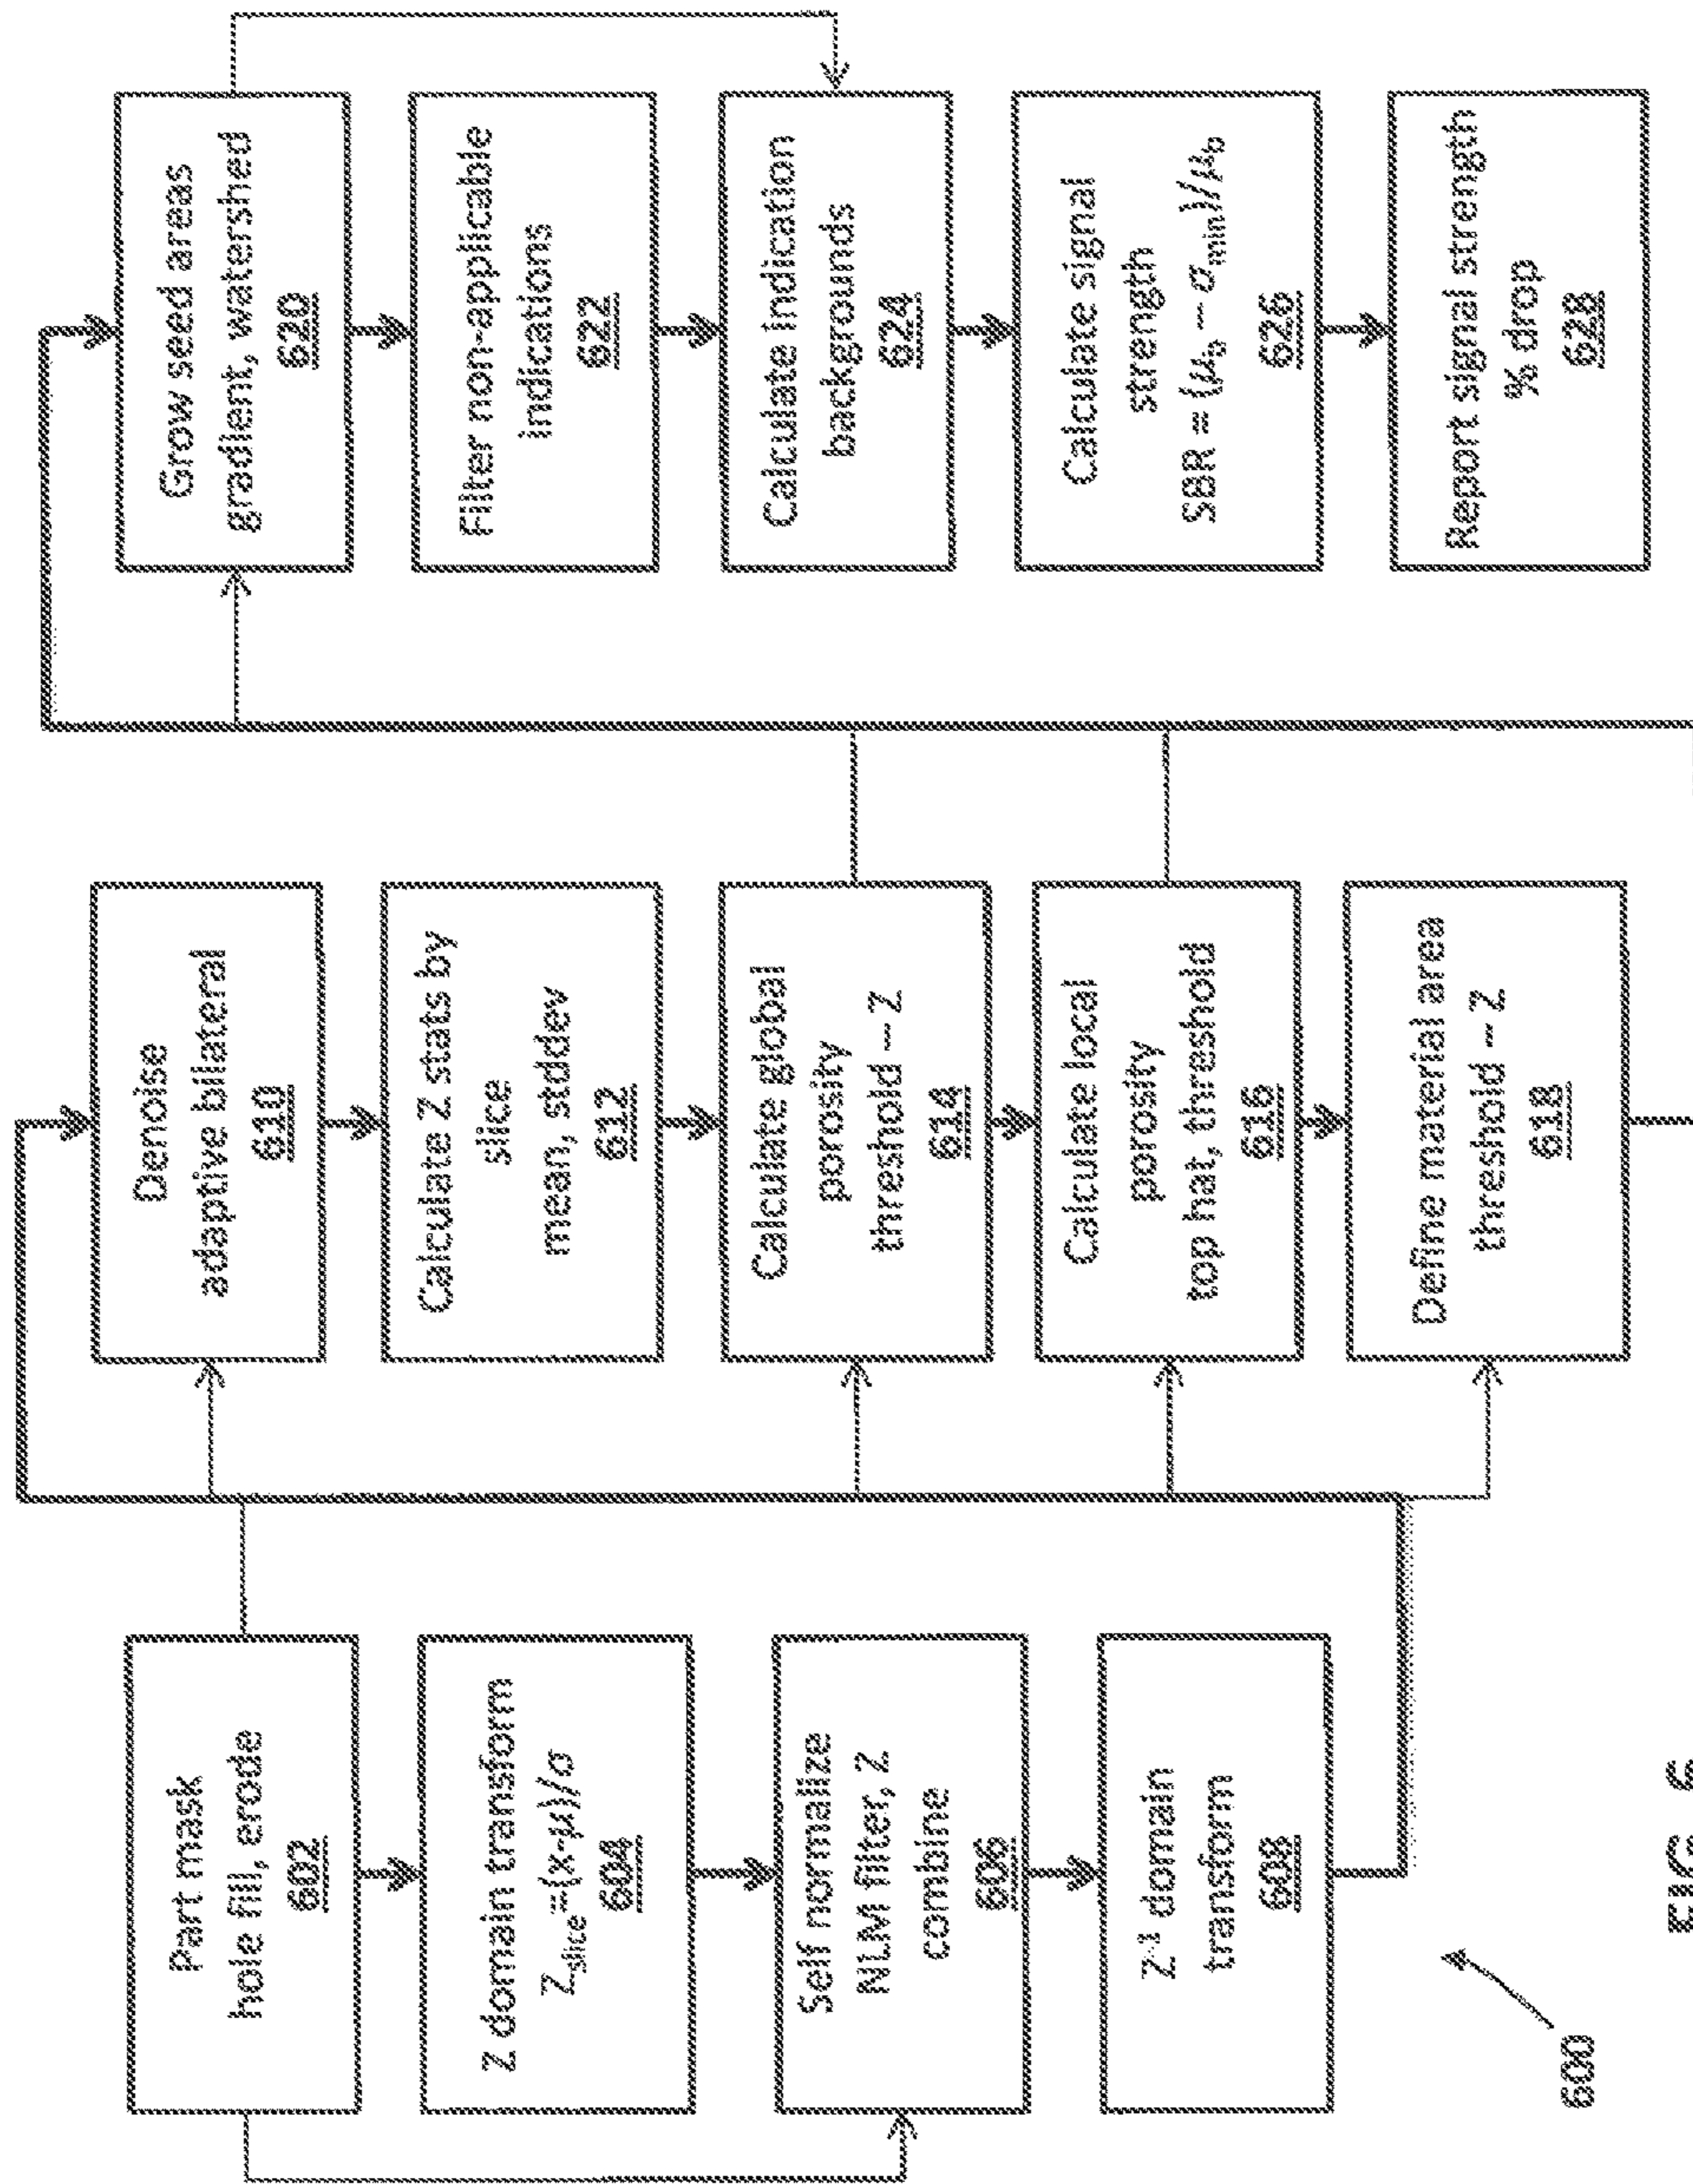 Part mask
hole fill, erode
602
Z domain transform
Z_slice=(x-μ)/σ
604
Self normalize
NLM filter, Z
combine
606
Z⁻¹ domain
transform
608
Denoise
adaptive bilateral
610
Calculate Z stats by
slice
mean, stddev
612
Calculate global
porosity
threshold – Z
614
Calculate local
porosity
top hat, threshold
616
Define material area
threshold – Z
618
Grow seed areas
gradient, watershed
620
Filter non-applicable
indications
622
Calculate indication
backgrounds
624
Calculate signal
strength
SBR = (μ_b – σ_min)/μ_b
626
Report signal strength
% drop
628
600
FIG. 6